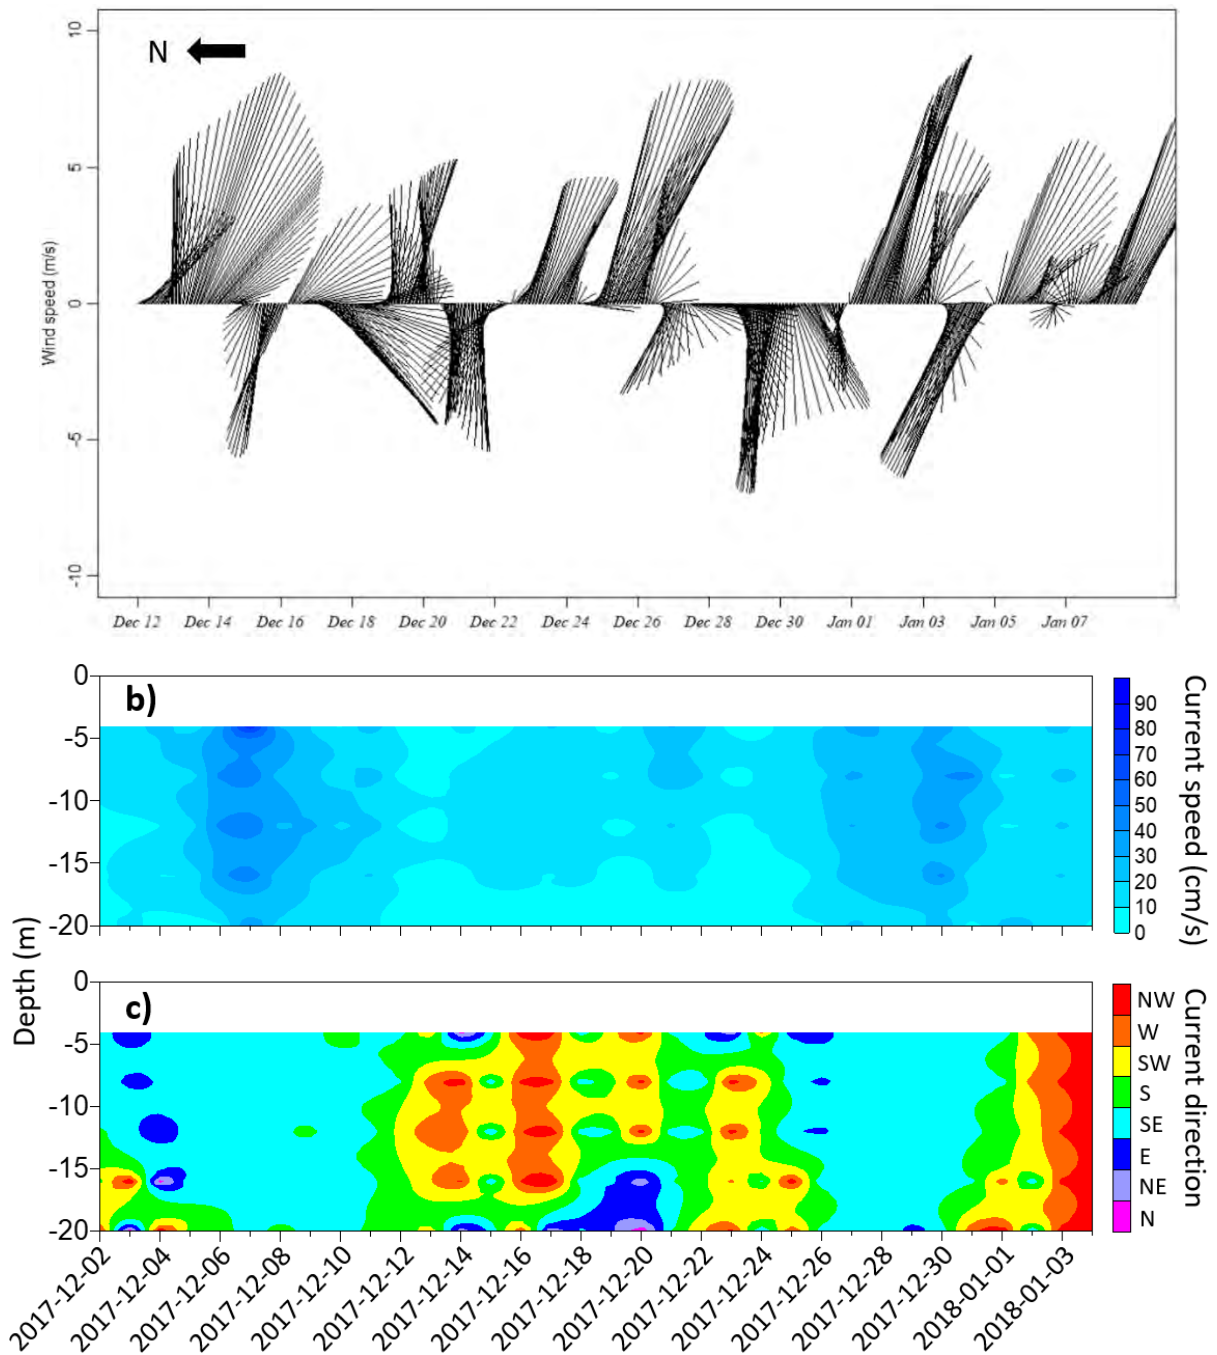 N
10
5
0
-5
-10
Wind speed (m/s)
Dec 12 Dec 14 Dec 16 Dec 18 Dec 20 Dec 22 Dec 24 Dec 26 Dec 28 Dec 30 Jan 01 Jan 03 Jan 05 Jan 07
b)
0
-5
-10
-15
-20
90
80
70
60
50
40
30
20
10
0
Current speed (cm/s)
Depth (m)
c)
0
-5
-10
-15
-20
NW
W
SW
S
SE
E
NE
N
Current direction
2017-12-02 2017-12-04 2017-12-06 2017-12-08 2017-12-10 2017-12-12 2017-12-14 2017-12-16 2017-12-18 2017-12-20 2017-12-22 2017-12-24 2017-12-26 2017-12-28 2017-12-30 2018-01-01 2018-01-03